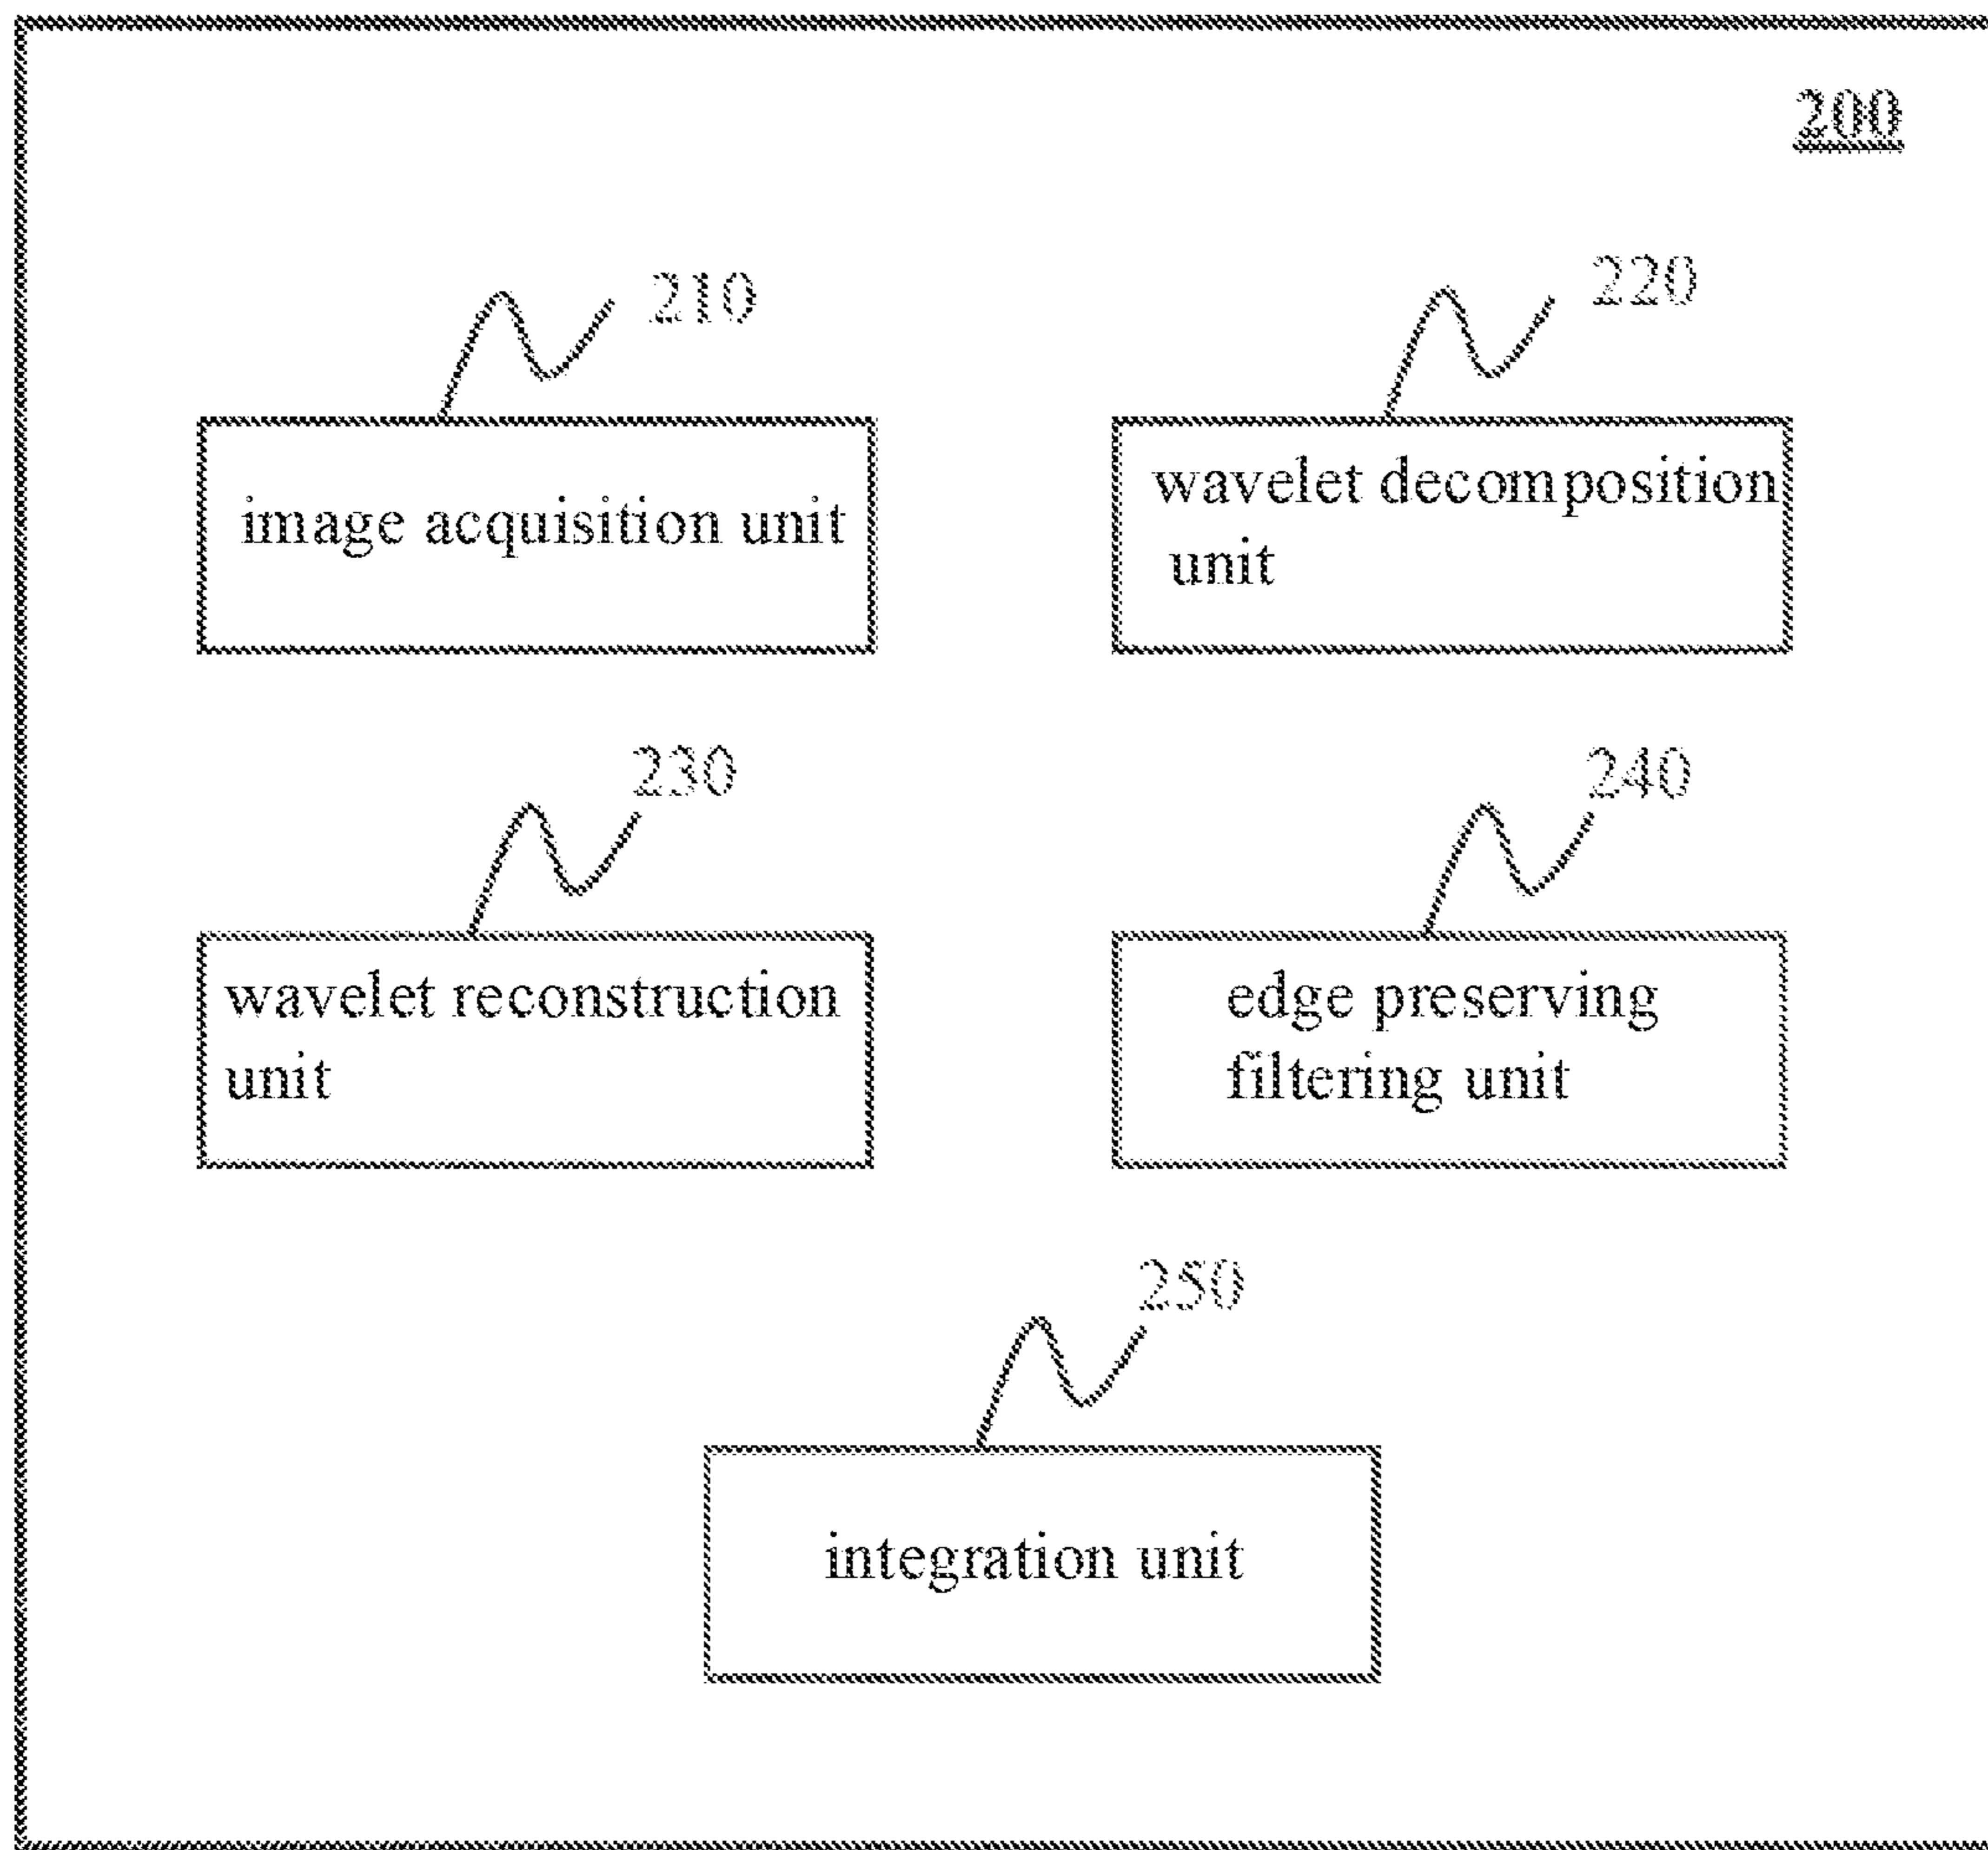 200
210
220
image acquisition unit
wavelet decomposition
unit
230
240
wavelet reconstruction
unit
edge preserving
filtering unit
250
integration unit